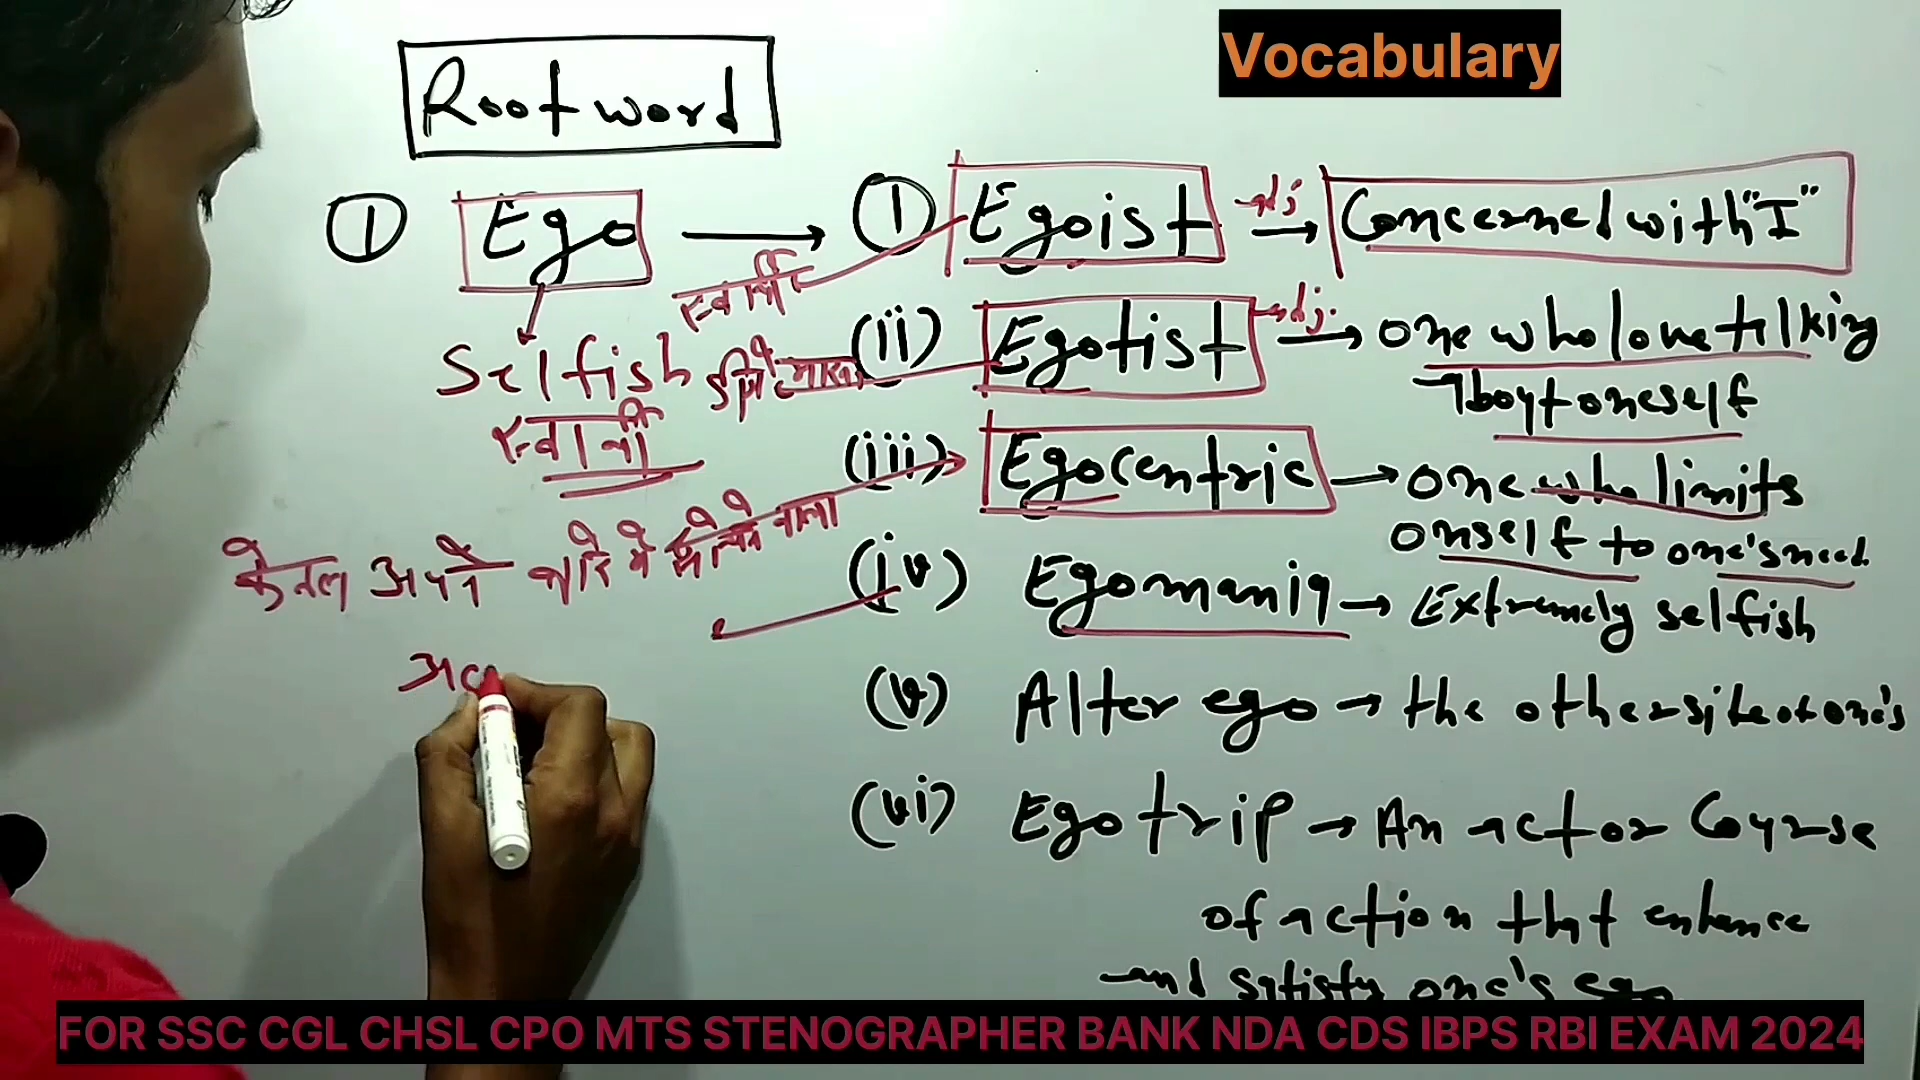 Vocabulary
Root word
① Ego → ① Egoist adj → Concerned with "I"
स्वार्थी
Selfish
स्वार्थी
(ii) Egotist → adj. → one who love talking
about oneself
(iii) Egocentric → one who limits
onself to one's need
केवल अपने बारे में सोचने वाला
(iv) Egomania → Extremely selfish
(v) Alter ego → the other side of one's
(vi) Ego trip → An act or Course
of action that enhance
and satisfy one's ego
FOR SSC CGL CHSL CPO MTS STENOGRAPHER BANK NDA CDS IBPS RBI EXAM 2024